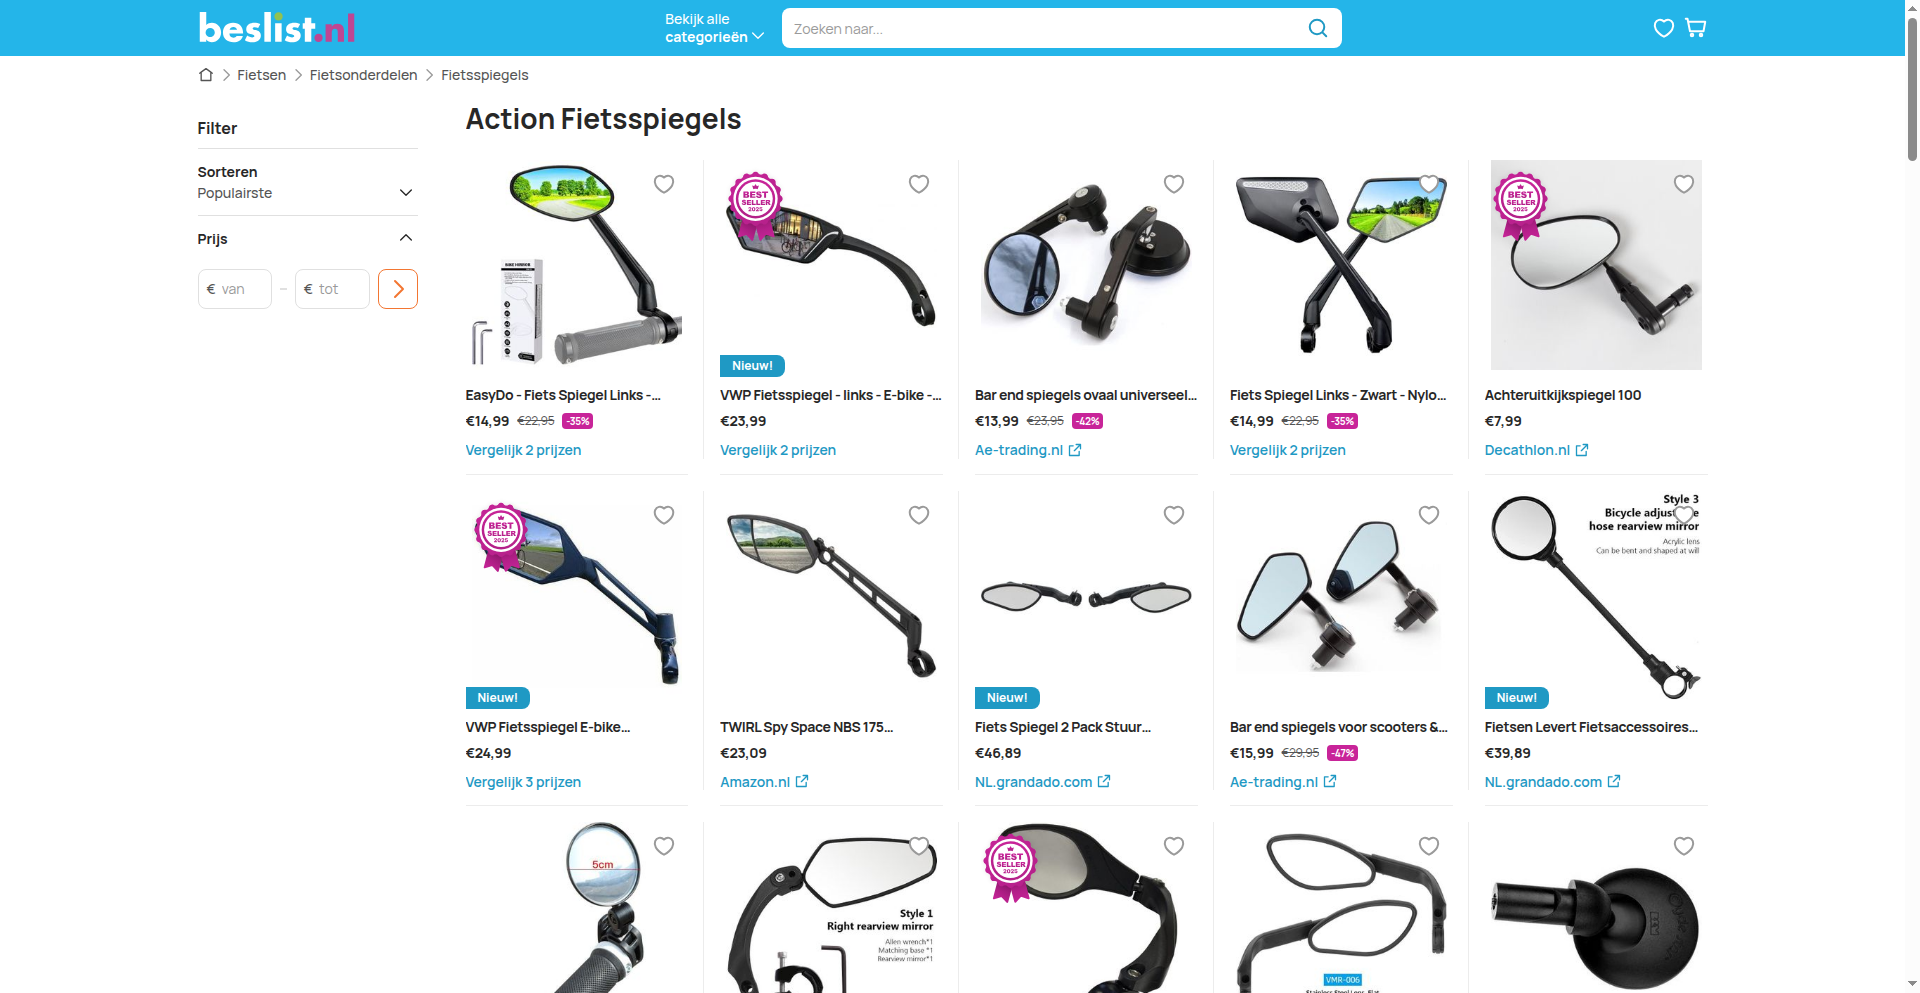 beslist.nl
Bekijk alle
categorieën
Zoeken naar...
Fietsen
Fietsonderdelen
Fietsspiegels
Filter
Sorteren
Populairste
Prijs
€ van
–
€ tot
Action Fietsspiegels
BIKE MIRROR
EasyDo - Fiets Spiegel Links -...
€14,99 €22,95 -35%
Vergelijk 2 prijzen
BEST
SELLER
2025
Nieuw!
VWP Fietsspiegel - links - E-bike -...
€23,99
Vergelijk 2 prijzen
Bar end spiegels ovaal universeel...
€13,99 €23,95 -42%
Ae-trading.nl
Fiets Spiegel Links - Zwart - Nylo...
€14,99 €22,95 -35%
Vergelijk 2 prijzen
BEST
SELLER
2025
Achteruitkijkspiegel 100
€7,99
Decathlon.nl
BEST
SELLER
2025
Nieuw!
VWP Fietsspiegel E-bike...
€24,99
Vergelijk 3 prijzen
TWIRL Spy Space NBS 175...
€23,09
Amazon.nl
Nieuw!
Fiets Spiegel 2 Pack Stuur...
€46,89
NL.grandado.com
Bar end spiegels voor scooters &...
€15,99 €29,95 -47%
Ae-trading.nl
Style 3
Bicycle
hose rearview mirror
Acrylic lens
Can be bent and shaped at will
Nieuw!
Fietsen Levert Fietsaccessoires...
€39,89
NL.grandado.com
5cm
Style 1
Right rearview mirror
Allen wrench*1
Matching base *1
Rearview mirror*1
BEST
SELLER
2025
VMR-006
Stainless Steel Lens, Flat